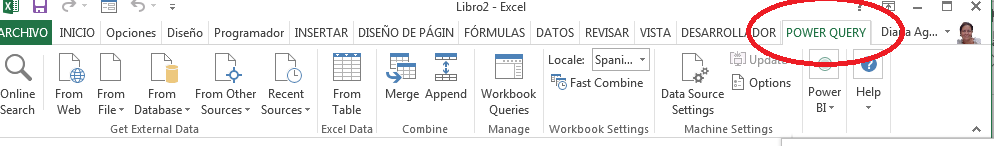 Libro2 - Excel
ARCHIVO INICIO Opciones Diseño Programador INSERTAR DISEÑO DE PÁGIN FÓRMULAS DATOS REVISAR VISTA DESARROLLADOR POWER QUERY Diana Ag...
Online Search
From Web
From File
From Database
From Other Sources
Recent Sources
Get External Data
From Table
Excel Data
Merge
Append
Combine
Workbook Queries
Manage
Locale: Spani...
Fast Combine
Workbook Settings
Data Source Settings
Update
Options
Machine Settings
Power BI
Help